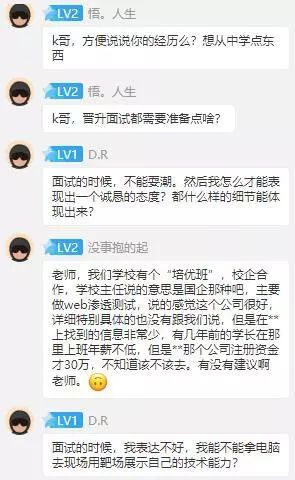 LV2 悟。人生
k哥，方便说说你的经历么？想从中学点东
西
LV2 悟。人生
k哥，晋升面试都需要准备点啥？
LV1 D.R
面试的时候，不能耍潮。然后我怎么才能表
现出一个诚恳的态度？都什么样的细节能体
现出来？
LV2 没事抱的起
老师，我们学校有个“培优班”，校企合
作，学校主任说的意思是国企那种吧，主要
做web渗透测试，说的感觉这个公司很好，
详细特别具体的也没有跟我们说，但是在**
上找到的信息非常少，有几年前的学长在那
里上班年薪不低，但是**那个公司注册资金
才30万，不知道该不该去。有没有建议啊
老师。🙃
LV1 D.R
面试的时候，我表达不好，我能不能拿电脑
去现场用靶场展示自己的技术能力？